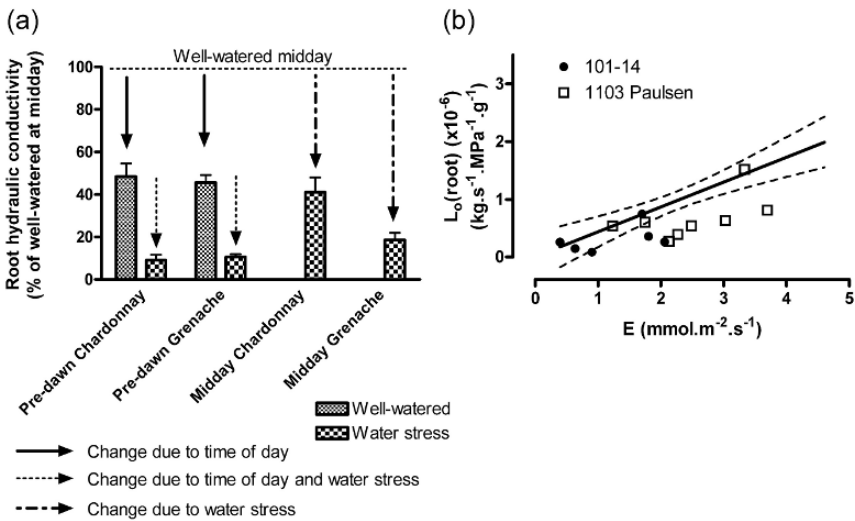 (a)
Well-watered midday
Root hydraulic conductivity
(% of well-watered at midday)
100
80
60
40
20
0
Pre-dawn Chardonnay
Pre-dawn Grenache
Midday Chardonnay
Midday Grenache
Well-watered
Water stress
Change due to time of day
Change due to time of day and water stress
Change due to water stress
(b)
101-14
1103 Paulsen
L₀(root) (x10⁻⁶)
(kg.s⁻¹.MPa⁻¹.g⁻¹)
3
2
1
0
0 1 2 3 4 5
E (mmol.m⁻².s⁻¹)